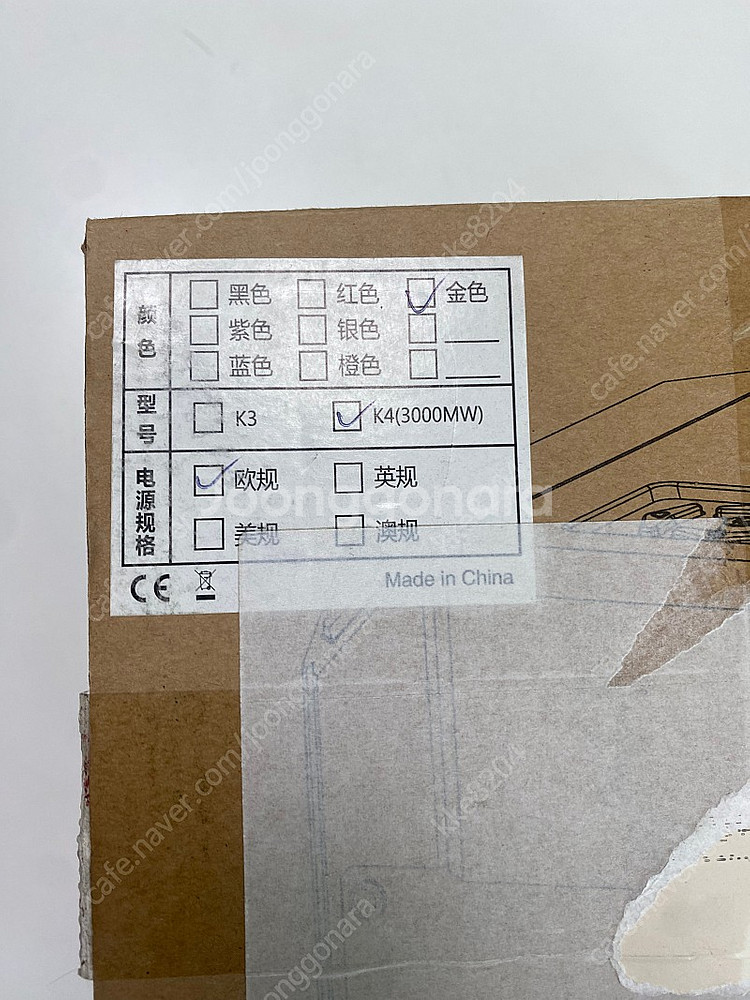 颜色
黑色 红色 金色
紫色 银色
蓝色 橙色
型号
K3 K4(3000MW)
电源规格
欧规 英规
美规 澳规
CE
Made in China
Joonggonara
cafe.naver.com/joonggonara
kke8204